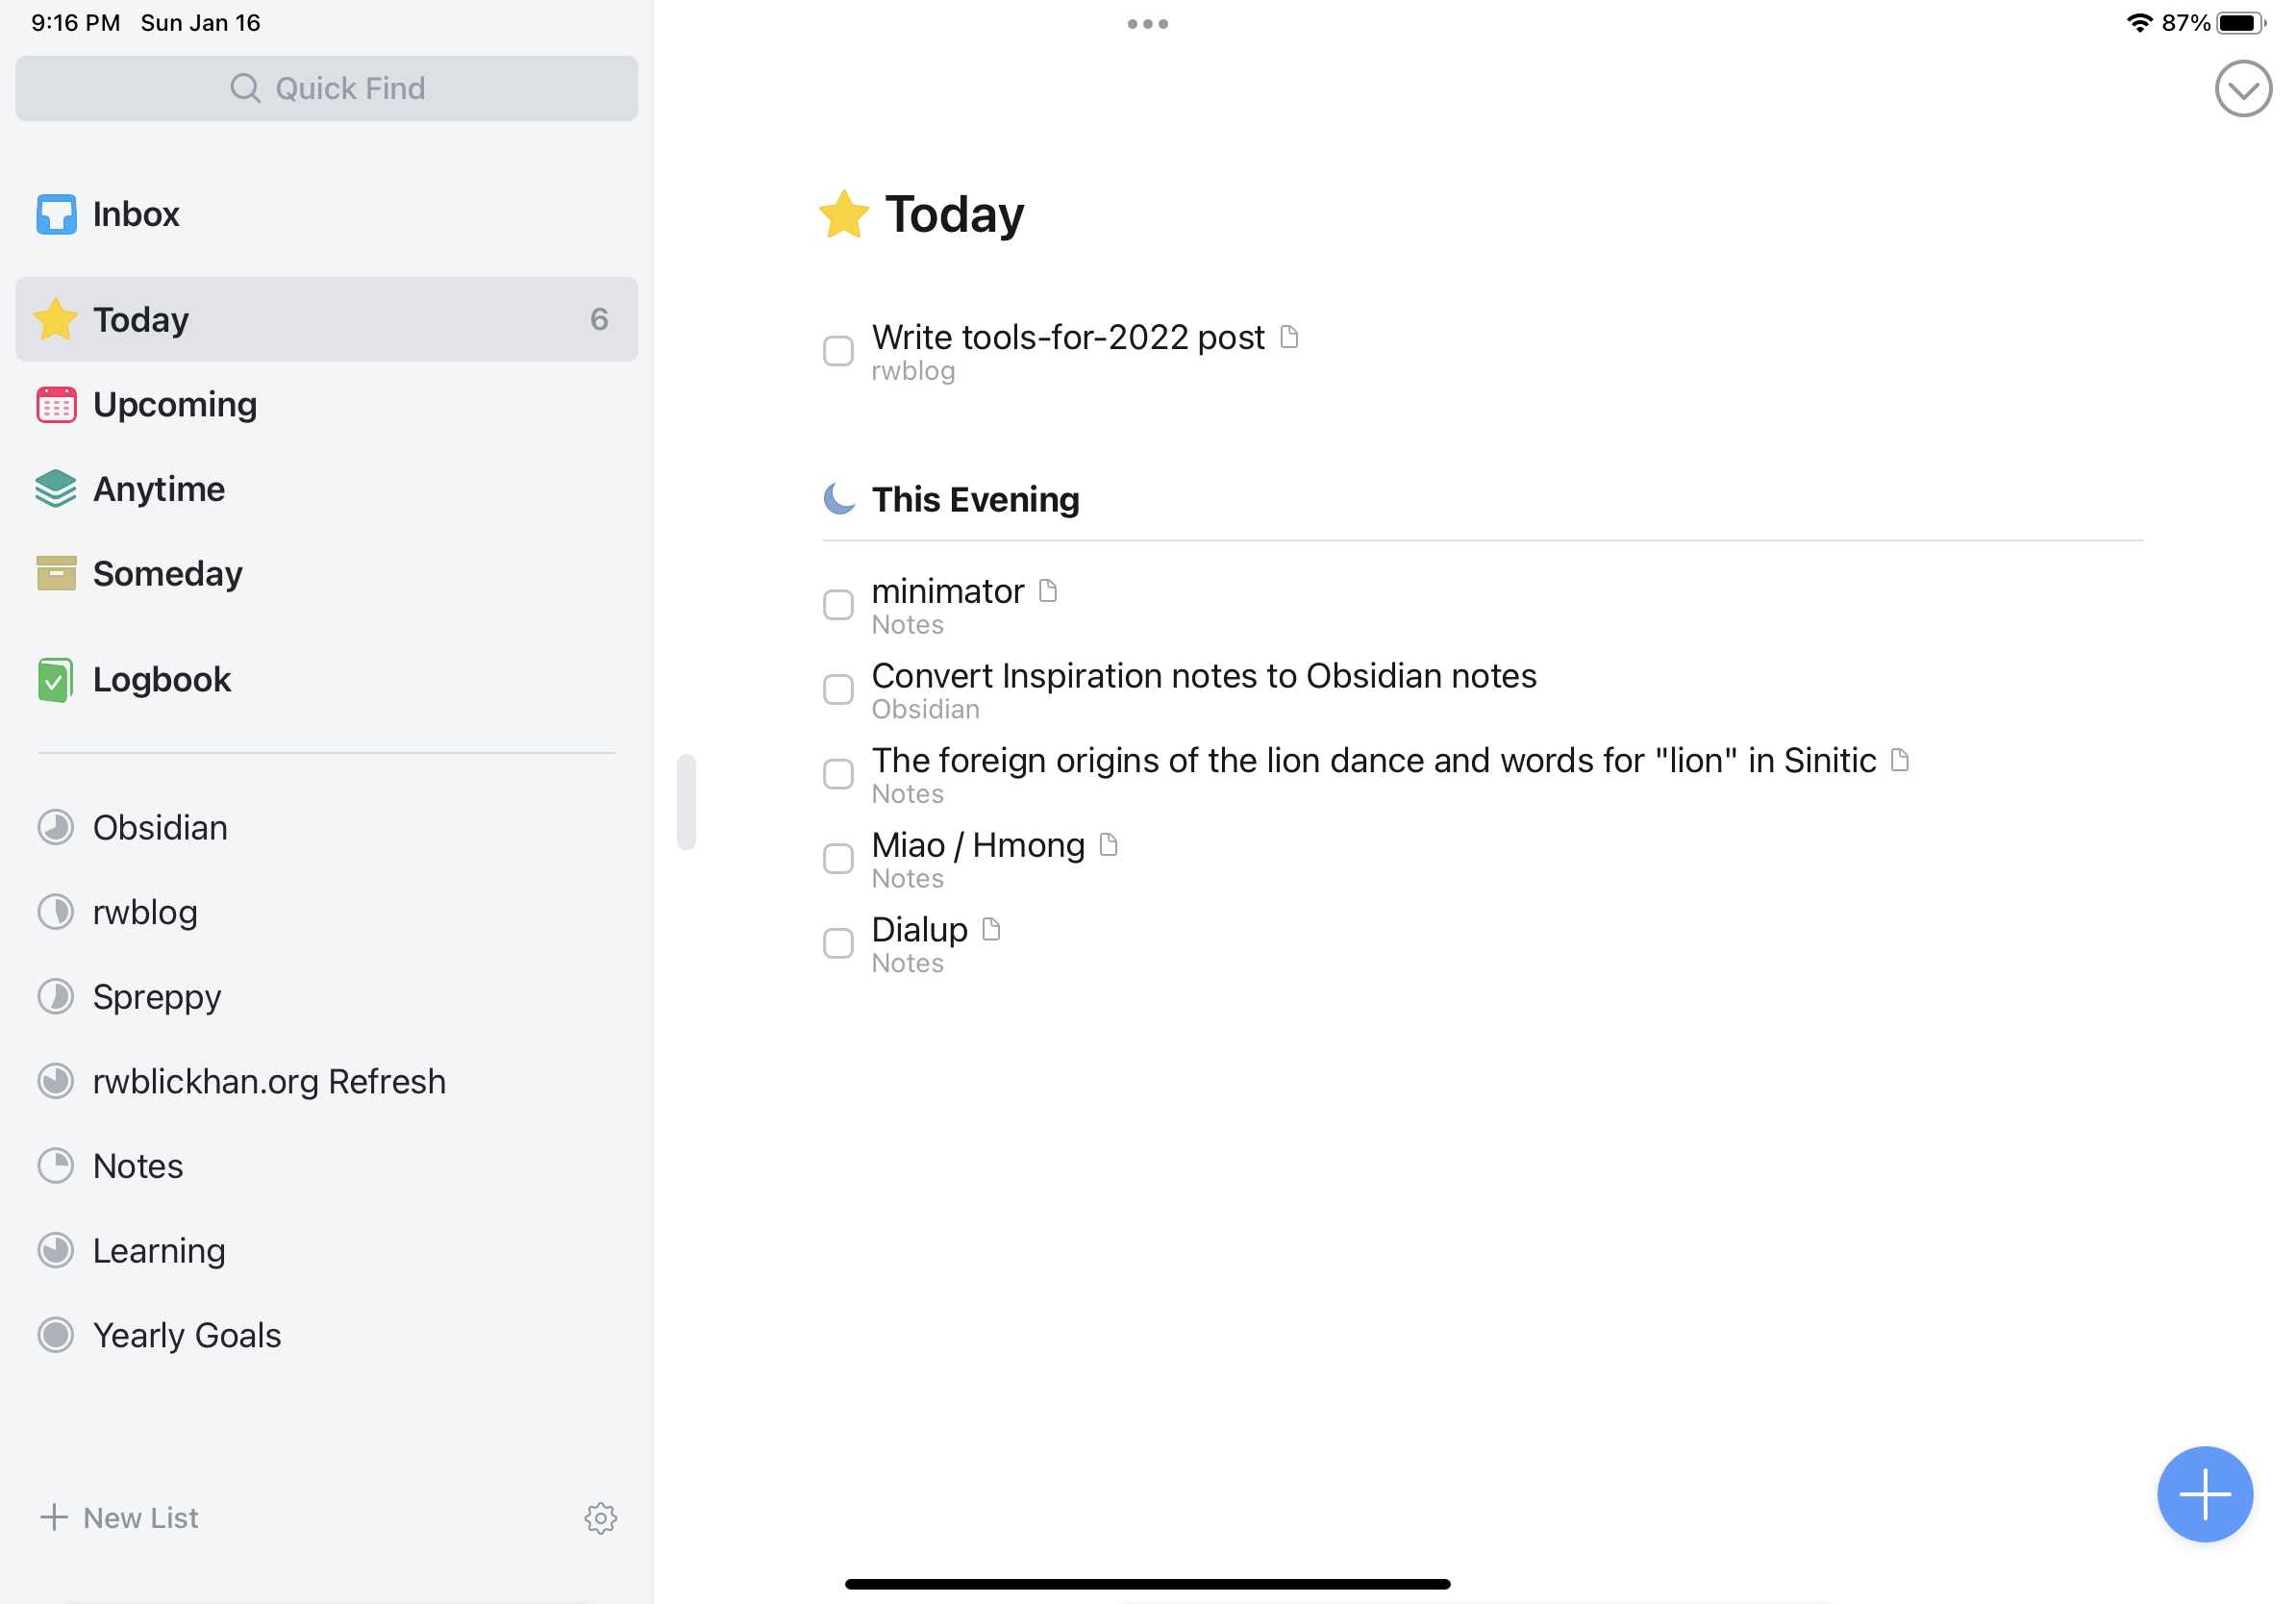 9:16 PM Sun Jan 16
87%
Quick Find
Inbox
Today 6
Upcoming
Anytime
Someday
Logbook
Obsidian
rwblog
Spreppy
rwblickhan.org Refresh
Notes
Learning
Yearly Goals
New List
Today
Write tools-for-2022 post
rwblog
This Evening
minimator
Notes
Convert Inspiration notes to Obsidian notes
Obsidian
The foreign origins of the lion dance and words for "lion" in Sinitic
Notes
Miao / Hmong
Notes
Dialup
Notes